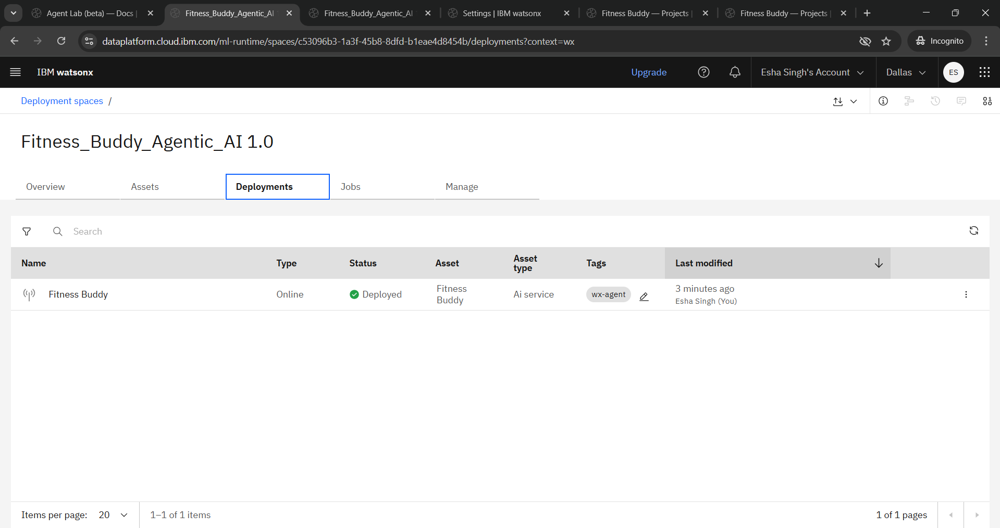 Agent Lab (beta) — Docs |
Fitness_Buddy_Agentic_AI
Fitness_Buddy_Agentic_AI
Settings | IBM watsonx
Fitness Buddy — Projects |
Fitness Buddy — Projects |
dataplatform.cloud.ibm.com/ml-runtime/spaces/c53096b3-1a3f-45b8-8dfd-b1eae4d8454b/deployments?context=wx
Incognito
IBM watsonx
Upgrade
Esha Singh's Account
Dallas
ES
Deployment spaces /
Fitness_Buddy_Agentic_AI 1.0
Overview
Assets
Deployments
Jobs
Manage
Search
Name
Type
Status
Asset
Asset
type
Tags
Last modified
Fitness Buddy
Online
Deployed
Fitness
Buddy
Ai service
wx-agent
3 minutes ago
Esha Singh (You)
Items per page: 20
1–1 of 1 items
1 of 1 pages